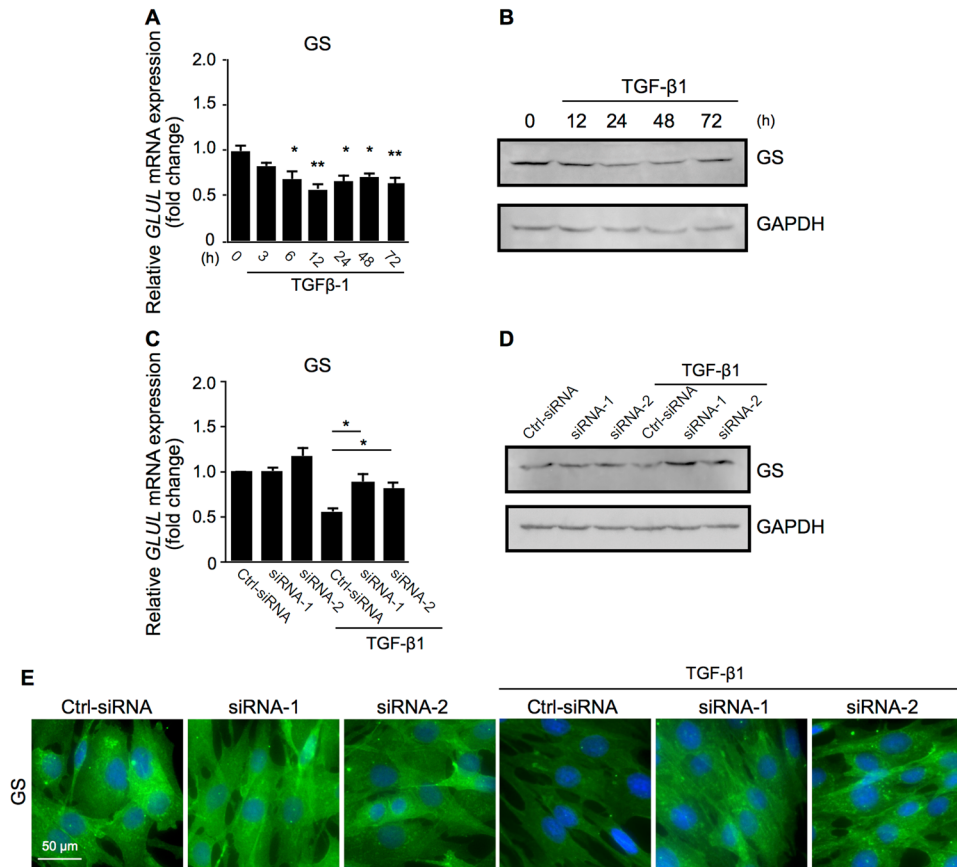 A
GS
Relative GLUL mRNA expression
(fold change)
2.0
1.5
1.0
0.5
0
* ** * * **
(h) 0 3 6 12 24 48 72
TGFβ-1
B
TGF-β1
0 12 24 48 72 (h)
GS
GAPDH
C
GS
Relative GLUL mRNA expression
(fold change)
2.0
1.5
1.0
0.5
0
*
*
Ctrl-siRNA siRNA-1 siRNA-2 Ctrl-siRNA siRNA-1 siRNA-2
TGF-β1
D
TGF-β1
Ctrl-siRNA siRNA-1 siRNA-2 Ctrl-siRNA siRNA-1 siRNA-2
GS
GAPDH
E
TGF-β1
Ctrl-siRNA siRNA-1 siRNA-2 Ctrl-siRNA siRNA-1 siRNA-2
GS
50 µm